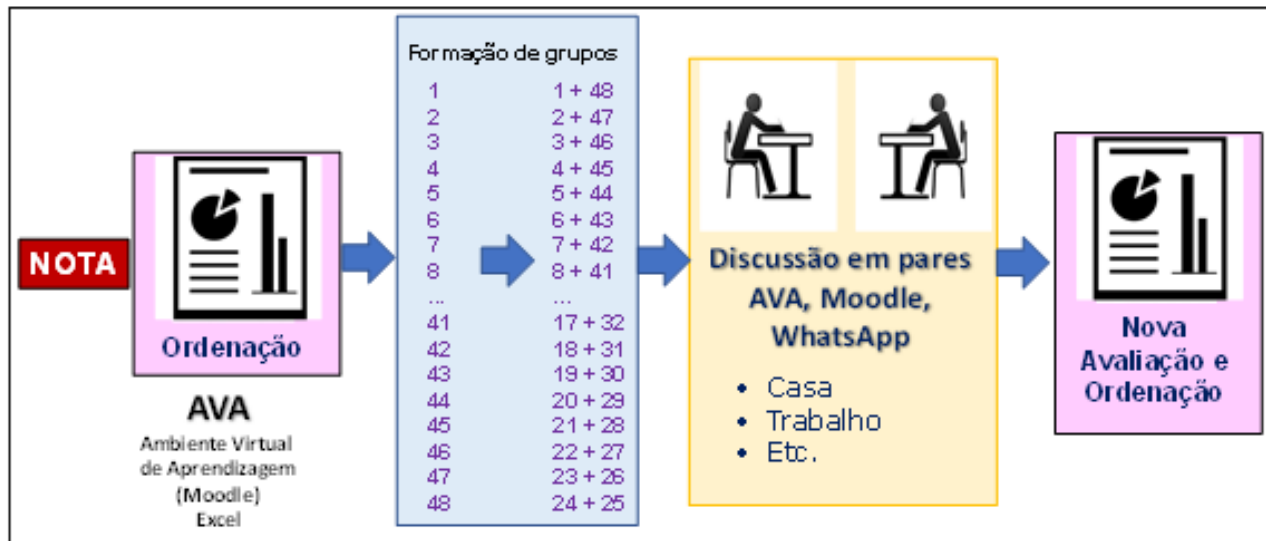 NOTA
Ordenação
AVA
Ambiente Virtual
de Aprendizagem
(Moodle)
Excel
Formação de grupos
1 1 + 48
2 2 + 47
3 3 + 46
4 4 + 45
5 5 + 44
6 6 + 43
7 7 + 42
8 8 + 41
... ...
41 17 + 32
42 18 + 31
43 19 + 30
44 20 + 29
45 21 + 28
46 22 + 27
47 23 + 26
48 24 + 25
Discussão em pares
AVA, Moodle,
WhatsApp
• Casa
• Trabalho
• Etc.
Nova
Avaliação e
Ordenação